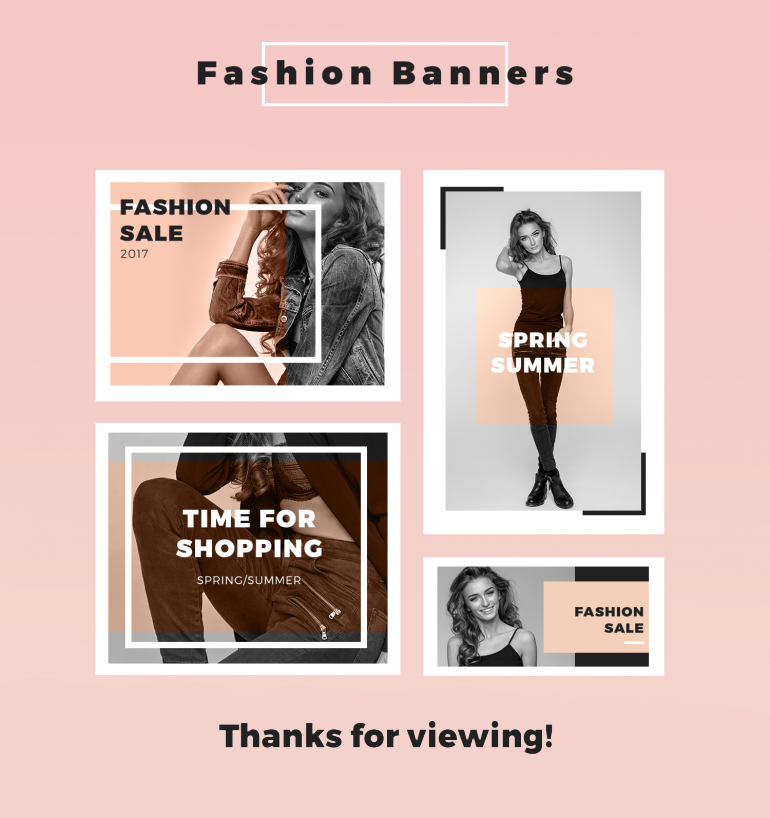 Fashion Banners
FASHION
SALE
2017
SPRING
SUMMER
TIME FOR
SHOPPING
SPRING/SUMMER
FASHION
SALE
Thanks for viewing!